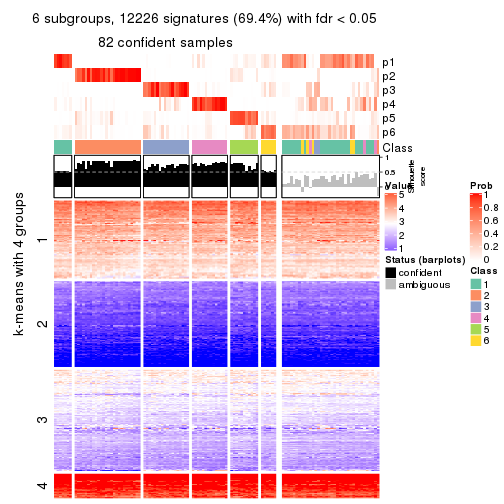 6 subgroups, 12226 signatures (69.4%) with fdr < 0.05
82 confident samples
p1
p2
p3
p4
p5
p6
Class
1
0.5
0
Silhouette
score
k-means with 4 groups
1
2
3
4
Value
5
4
3
2
1
Status (barplots)
confident
ambiguous
Prob
1
0.8
0.6
0.4
0.2
0
Class
1
2
3
4
5
6